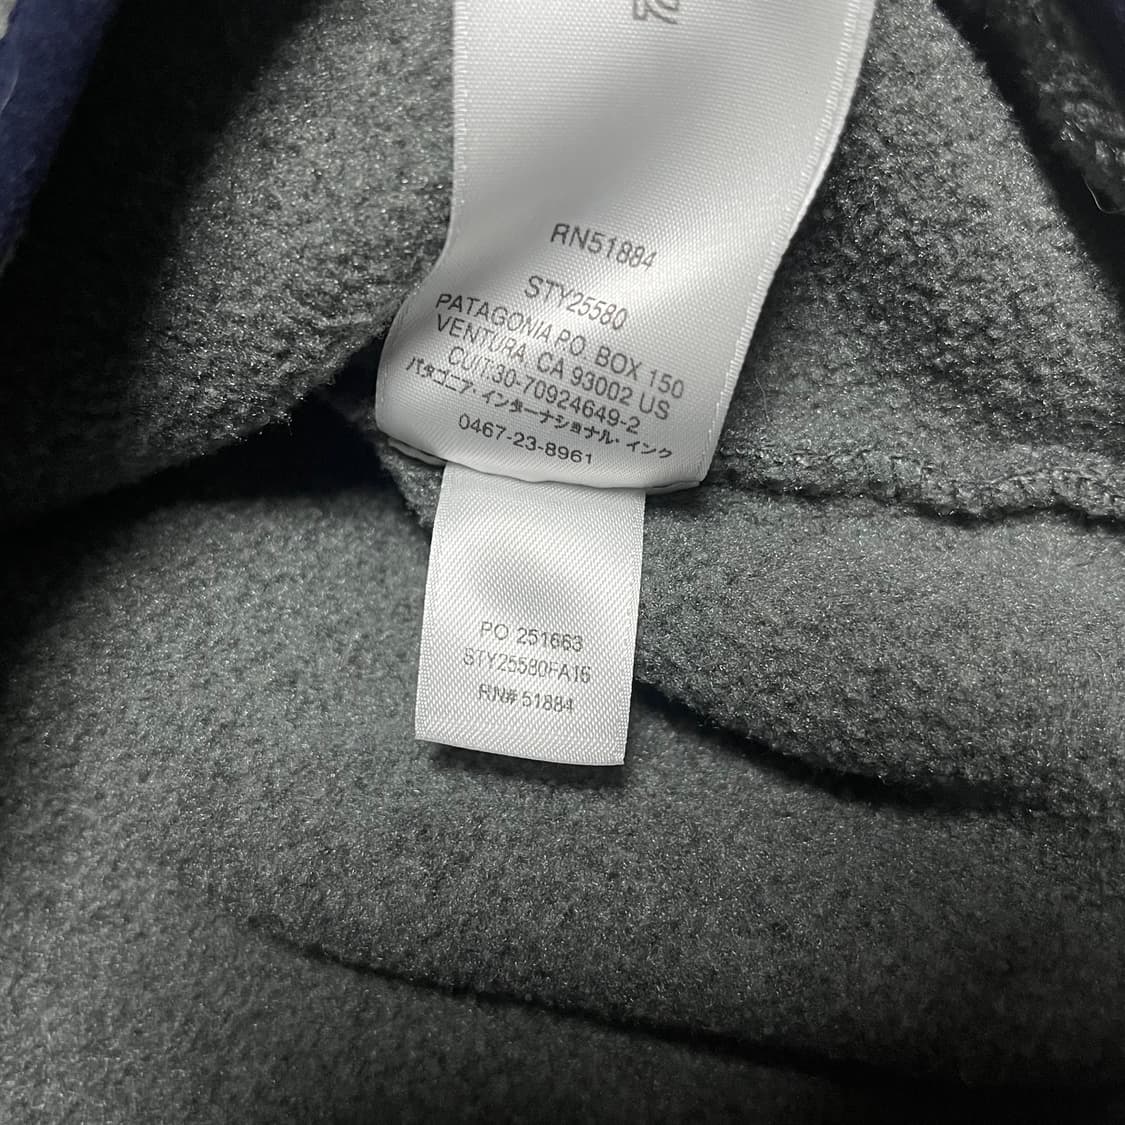 RN51884
STY25580
PATAGONIA P.O. BOX 150
VENTURA, CA 93002 US
CUIT:30-70924649-2
パタゴニア・インターナショナル・インク
0467-23-8961
PO 251663
STY25580FA16
RN# 51884